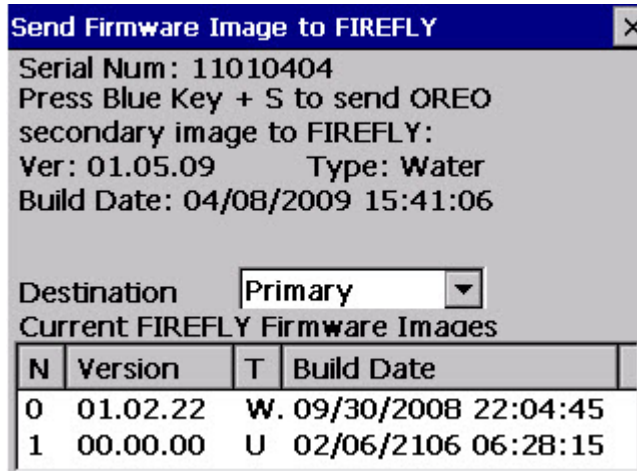 Send Firmware Image to FIREFLY
Serial Num: 11010404
Press Blue Key + S to send OREO
secondary image to FIREFLY:
Ver: 01.05.09 Type: Water
Build Date: 04/08/2009 15:41:06
Destination Primary
Current FIREFLY Firmware Images
N Version T Build Date
0 01.02.22 W. 09/30/2008 22:04:45
1 00.00.00 U 02/06/2106 06:28:15